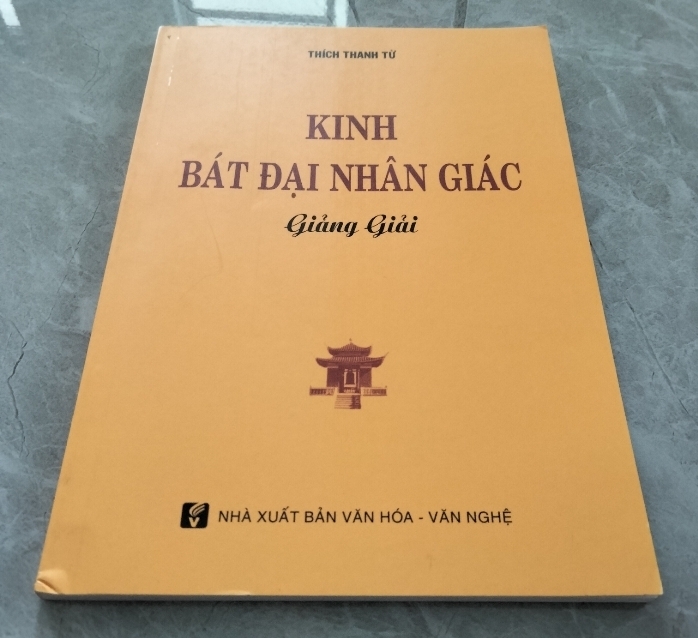 THÍCH THANH TỪ
KINH
BÁT ĐẠI NHÂN GIÁC
Giảng Giải
NHÀ XUẤT BẢN VĂN HÓA - VĂN NGHỆ